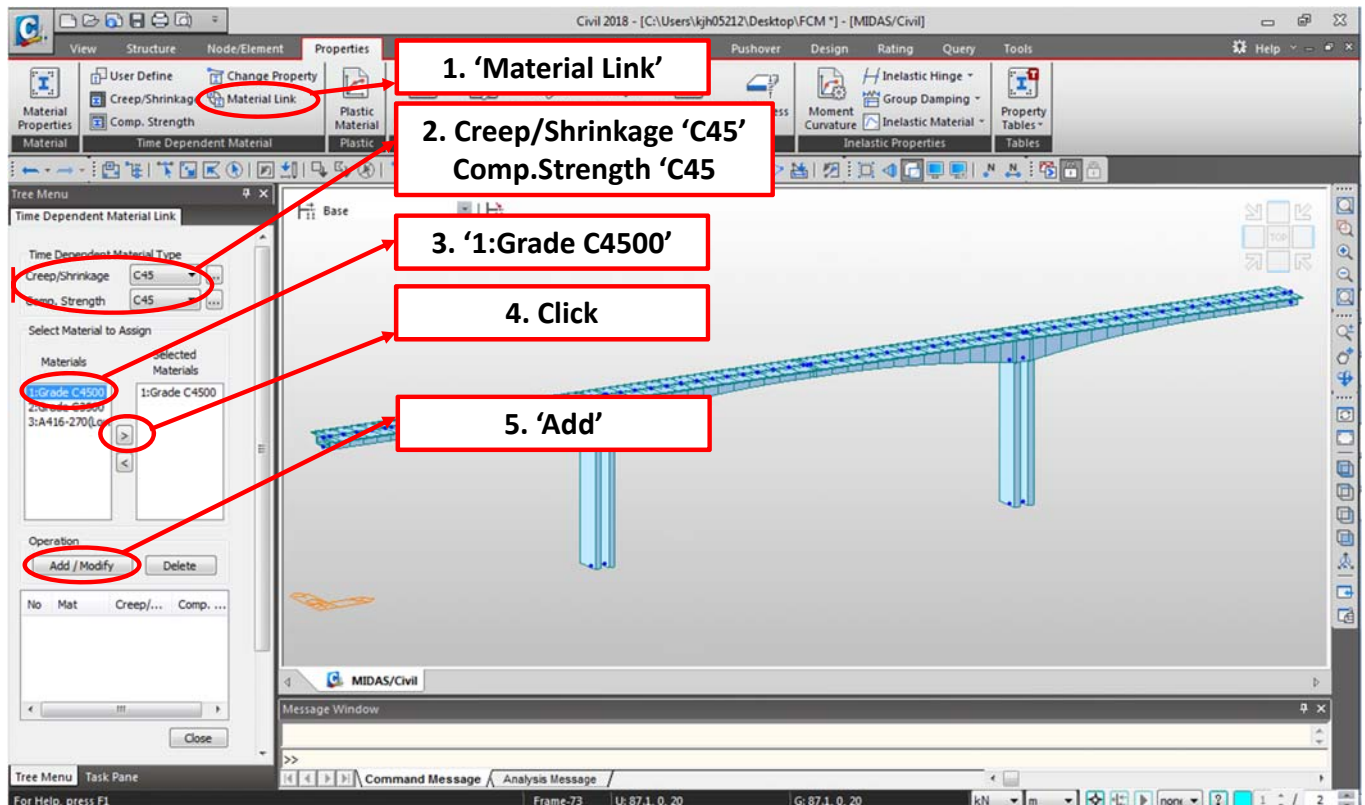 Civil 2018 - [C:\Users\kjh05212\Desktop\FCM *] - [MIDAS/Civil]
View Structure Node/Element Properties Pushover Design Rating Query Tools Help
1. ‘Material Link’
User Define Change Property
Creep/Shrinkage Material Link
Comp. Strength
Material Properties
Plastic Material
Moment Curvature
Inelastic Hinge
Group Damping
Inelastic Material
Property Tables
Material Time Dependent Material Plastic Inelastic Properties Tables
2. Creep/Shrinkage ‘C45’
Comp.Strength ‘C45
Tree Menu
Time Dependent Material Link
Base
TOP
3. ‘1:Grade C4500’
Time Dependent Material Type
Creep/Shrinkage C45 ...
Comp. Strength C45 ...
4. Click
Select Material to Assign
Materials
Selected Materials
1:Grade C4500 1:Grade C4500
2:Grade C3500
3:A416-270(Lo
>
<
5. ‘Add’
Operation
Add / Modify Delete
No Mat Creep/... Comp. ...
Close
MIDAS/Civil
Message Window
>>
Tree Menu Task Pane
Command Message Analysis Message
For Help, press F1 Frame-73 U: 87.1, 0, 20 G: 87.1, 0, 20 kN m none ? 1 / 2